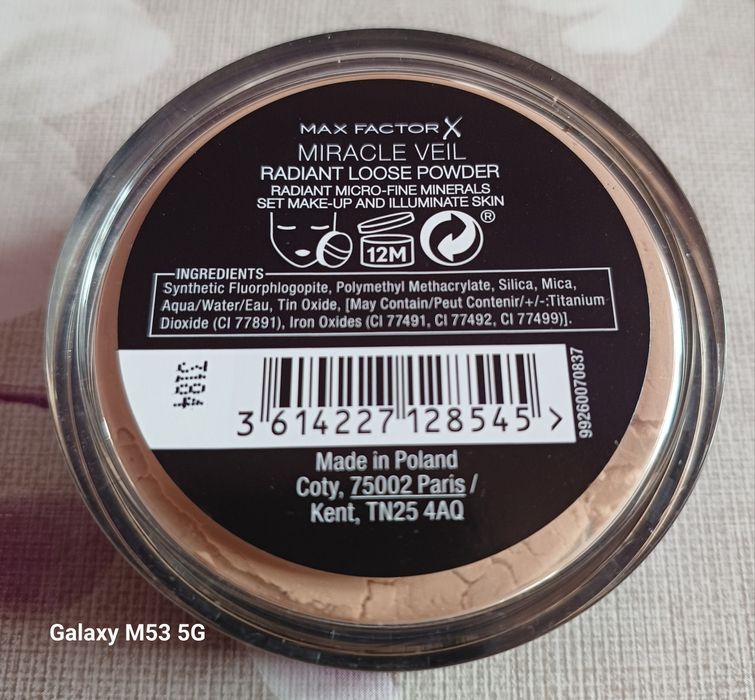 MAX FACTOR X
MIRACLE VEIL
RADIANT LOOSE POWDER
RADIANT MICRO-FINE MINERALS
SET MAKE-UP AND ILLUMINATE SKIN
12M
®
INGREDIENTS
Synthetic Fluorphlogopite, Polymethyl Methacrylate, Silica, Mica,
Aqua/Water/Eau, Tin Oxide, [May Contain/Peut Contenir/+/-:Titanium
Dioxide (CI 77891), Iron Oxides (CI 77491, CI 77492, CI 77499)].
3 614227 128545 >
99260070837
Made in Poland
Coty, 75002 Paris /
Kent, TN25 4AQ
Galaxy M53 5G